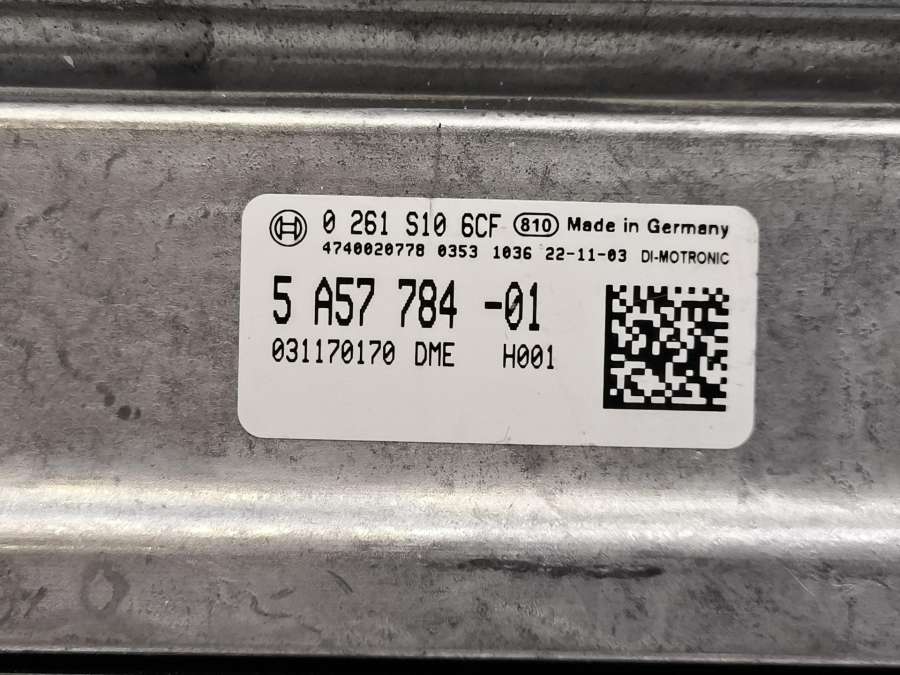 0 261 S10 6CF 810 Made in Germany
4740020778 0353 1036 22-11-03 DI-MOTRONIC
5 A57 784 -01
031170170 DME H001